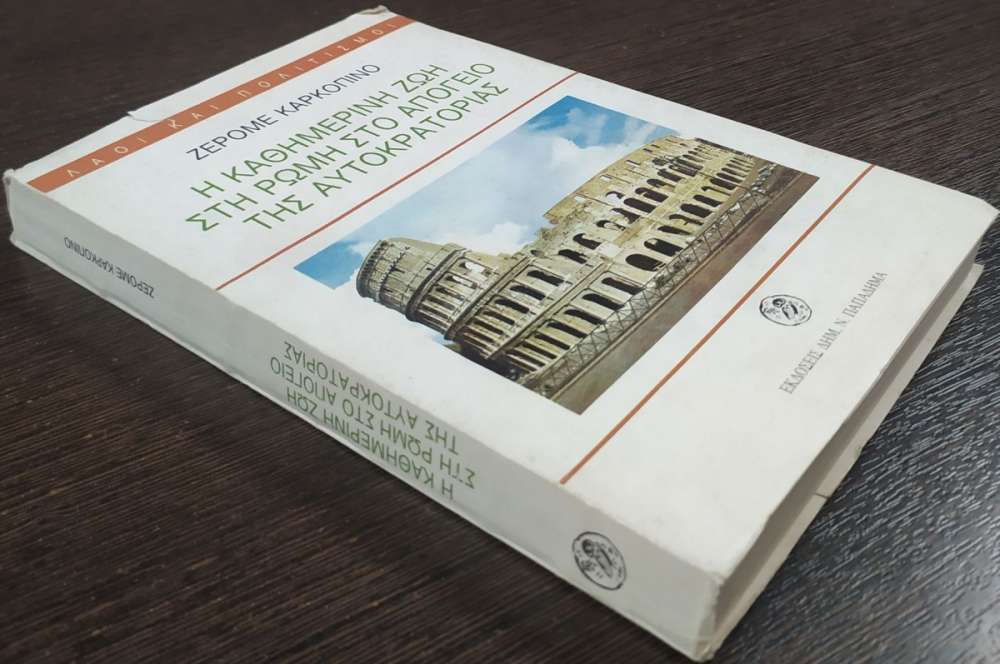 ΛΑΟΙ ΚΑΙ ΠΟΛΙΤΙΣΜΟΙ
ΖΕΡΟΜΕ ΚΑΡΚΟΠΙΝΟ
Η ΚΑΘΗΜΕΡΙΝΗ ΖΩΗ
ΣΤΗ ΡΩΜΗ ΣΤΟ ΑΠΟΓΕΙΟ
ΤΗΣ ΑΥΤΟΚΡΑΤΟΡΙΑΣ
ΕΚΔΟΣΕΙΣ ΔΗΜ. Ν. ΠΑΠΑΔΗΜΑ
ΖΕΡΟΜΕ ΚΑΡΚΟΠΙΝΟ
Η ΚΑΘΗΜΕΡΙΝΗ ΖΩΗ
ΣΤΗ ΡΩΜΗ ΣΤΟ ΑΠΟΓΕΙΟ
ΤΗΣ ΑΥΤΟΚΡΑΤΟΡΙΑΣ